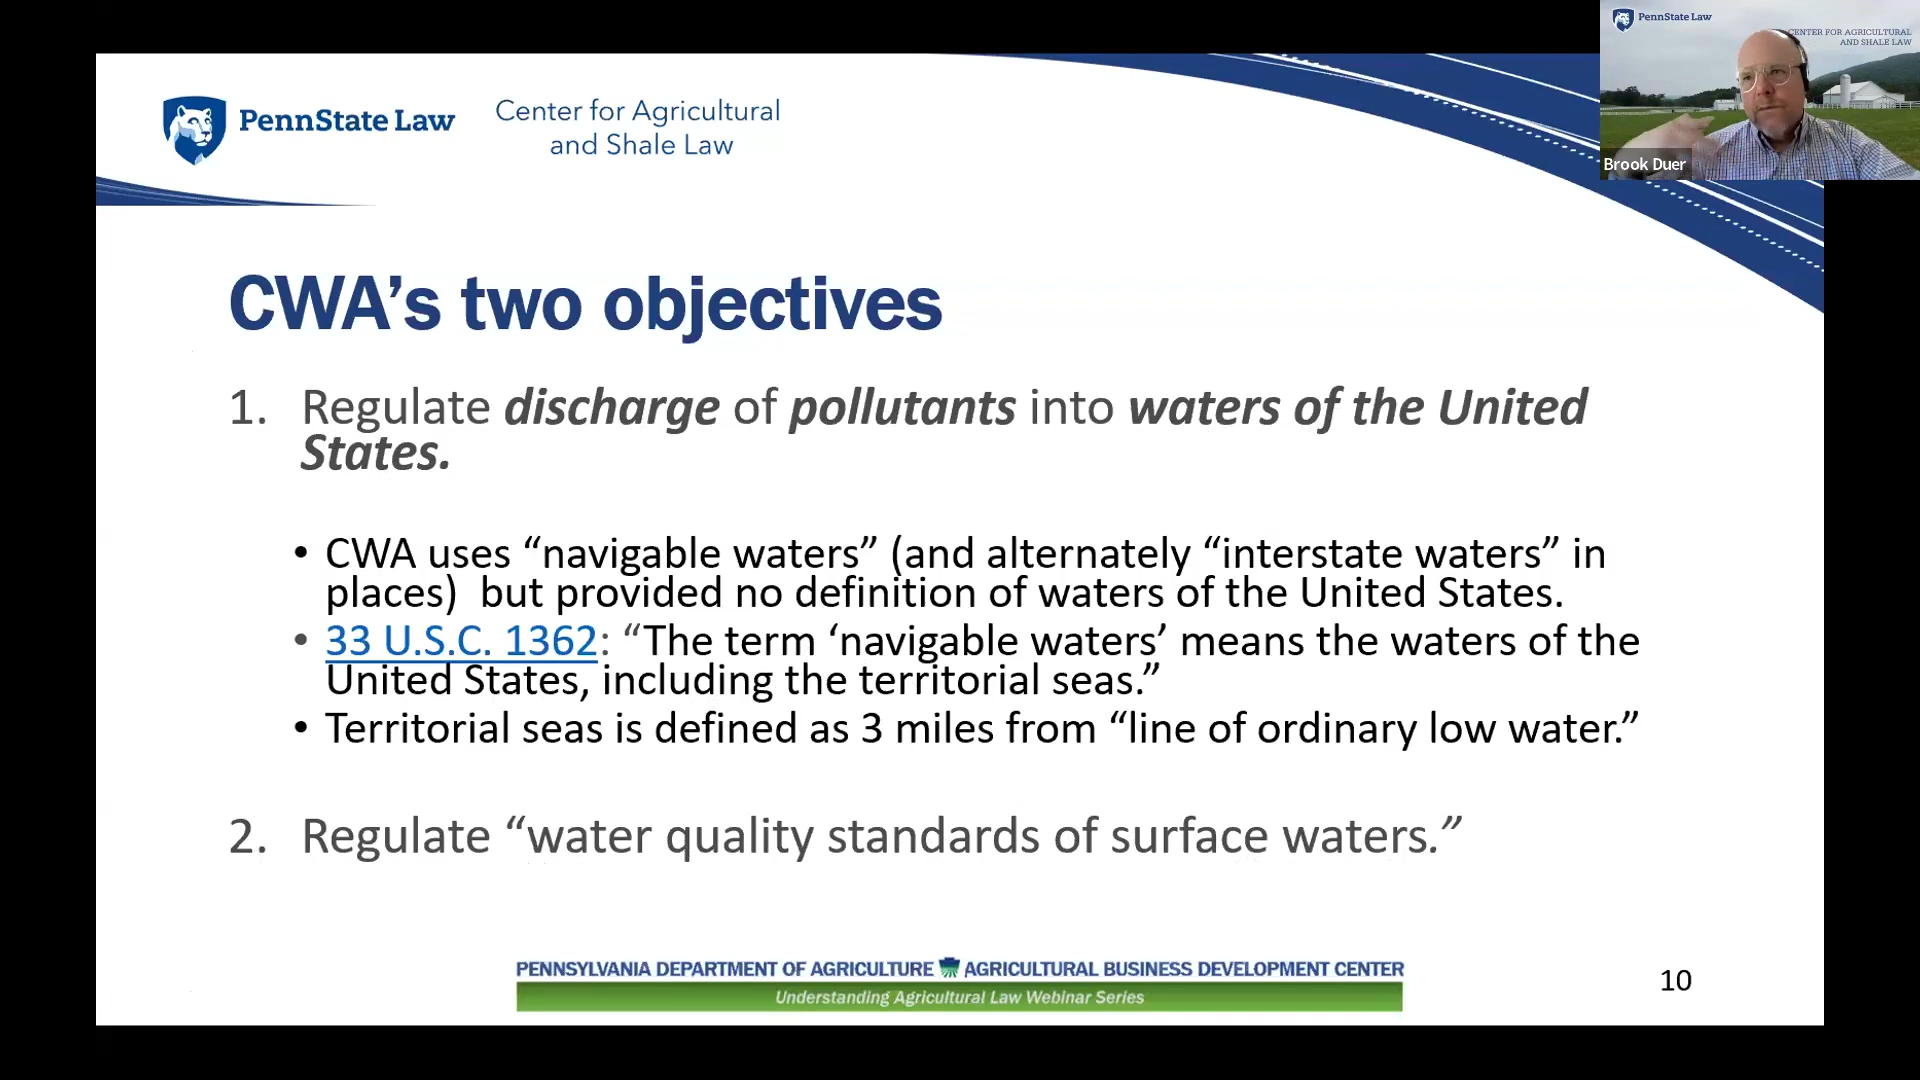 PennState Law
CENTER FOR AGRICULTURAL
AND SHALE LAW
Brook Duer
PennState Law
Center for Agricultural
and Shale Law
CWA’s two objectives
1. Regulate discharge of pollutants into waters of the United
States.
• CWA uses “navigable waters” (and alternately “interstate waters” in
places) but provided no definition of waters of the United States.
• 33 U.S.C. 1362: “The term ‘navigable waters’ means the waters of the
United States, including the territorial seas.”
• Territorial seas is defined as 3 miles from “line of ordinary low water.”
2. Regulate “water quality standards of surface waters.”
PENNSYLVANIA DEPARTMENT OF AGRICULTURE AGRICULTURAL BUSINESS DEVELOPMENT CENTER
Understanding Agricultural Law Webinar Series
10